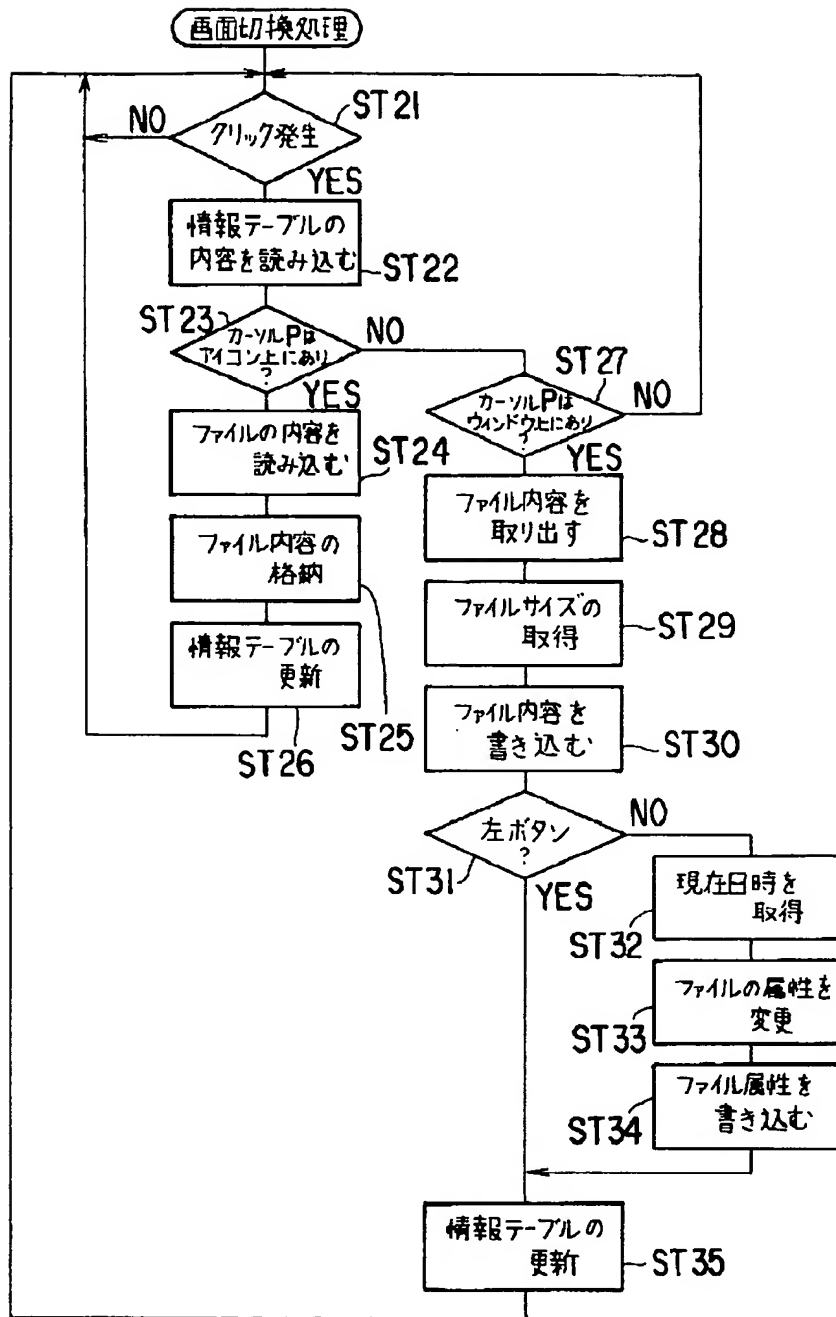 画面切換処理
ST21
NO
クリック発生
YES
情報テーブルの
内容を読み込む
ST22
ST23
カーソルPは
アイコン上にあり
?
NO
YES
ST27
カーソルPは
ウィンドウ上にあり
?
NO
YES
ファイルの内容を
読み込む
ST24
ファイル内容を
取り出す
ST28
ファイル内容の
格納
ST25
ファイルサイズの
取得
ST29
情報テーブルの
更新
ST26
ファイル内容を
書き込む
ST30
左ボタン
?
NO
ST31
YES
現在日時を
取得
ST32
ファイルの属性を
変更
ST33
ファイル属性を
書き込む
ST34
情報テーブルの
更新
ST35